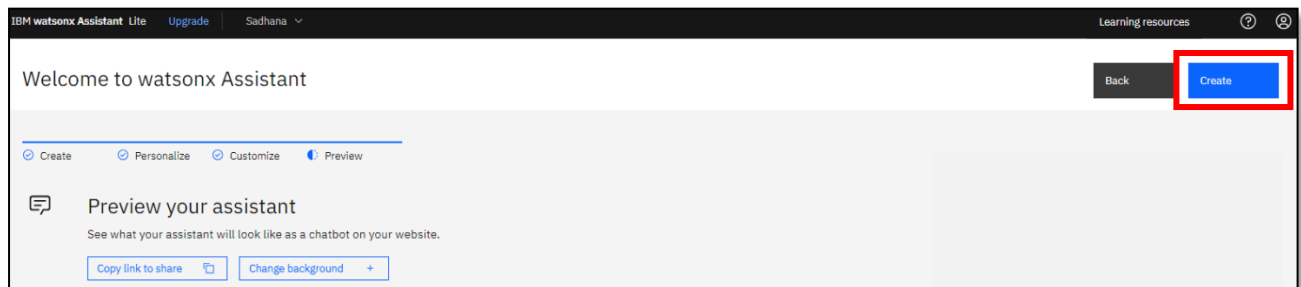 IBM watsonx Assistant Lite Upgrade Sadhana Learning resources
Welcome to watsonx Assistant Back Create
Create Personalize Customize Preview
Preview your assistant
See what your assistant will look like as a chatbot on your website.
Copy link to share Change background +